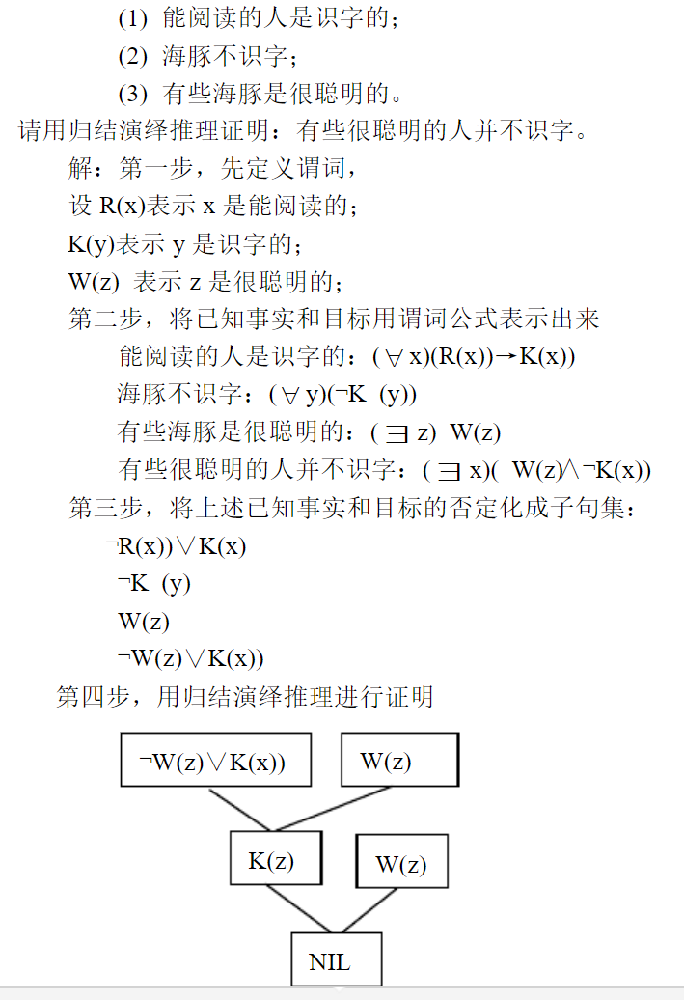 (1) 能阅读的人是识字的；
(2) 海豚不识字；
(3) 有些海豚是很聪明的。
请用归结演绎推理证明：有些很聪明的人并不识字。
解：第一步，先定义谓词，
设 R(x)表示 x 是能阅读的；
K(y)表示 y 是识字的；
W(z) 表示 z 是很聪明的；
第二步，将已知事实和目标用谓词公式表示出来
能阅读的人是识字的：(∀x)(R(x))→K(x))
海豚不识字：(∀y)(¬K (y))
有些海豚是很聪明的：(∃z) W(z)
有些很聪明的人并不识字：(∃x)( W(z)∧¬K(x))
第三步，将上述已知事实和目标的否定化成子句集：
¬R(x))∨K(x)
¬K (y)
W(z)
¬W(z)∨K(x))
第四步，用归结演绎推理进行证明
¬W(z)∨K(x)) W(z)
K(z) W(z)
NIL